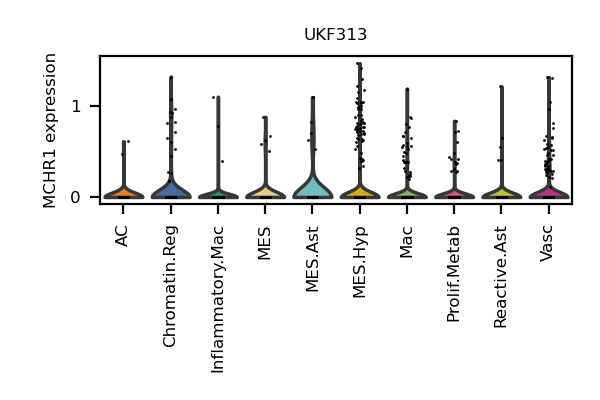 UKF313
MCHR1 expression
1
0
AC
Chromatin.Reg
Inflammatory.Mac
MES
MES.Ast
MES.Hyp
Mac
Prolif.Metab
Reactive.Ast
Vasc